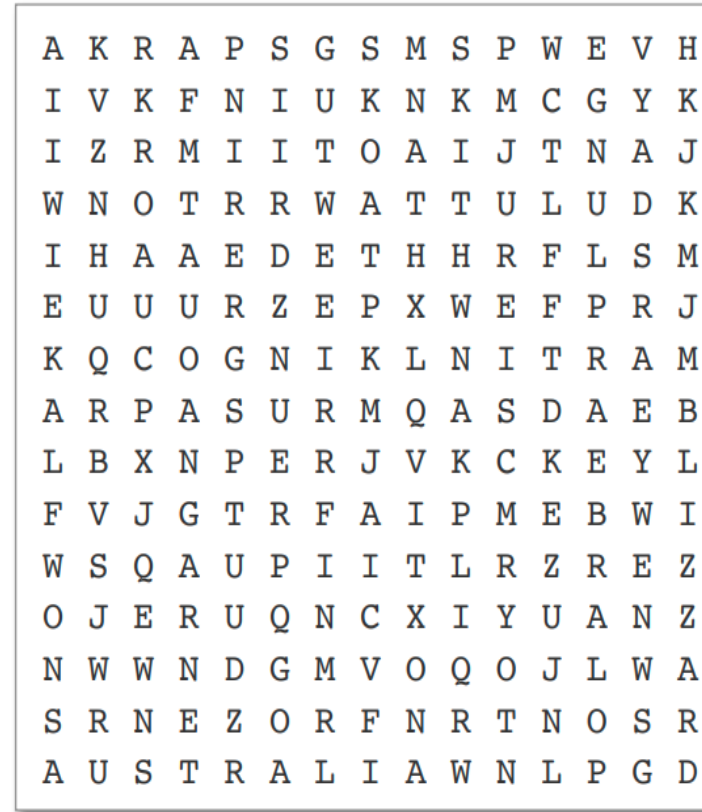 A K R A P S G S M S P W E V H
I V K F N I U K N K M C G Y K
I Z R M I I T O A I J T N A J
W N O T R R W A T T U L U D K
I H A A E D E T H H R F L S M
E U U U R Z E P X W E F P R J
K Q C O G N I K L N I T R A M
A R P A S U R M Q A S D A E B
L B X N P E R J V K C K E Y L
F V J G T R F A I P M E B W I
W S Q A U P I I T L R Z R E Z
O J E R U Q N C X I Y U A N Z
N W W N D G M V O Q O J L W A
S R N E Z O R F N R T N O S R
A U S T R A L I A W N L P G D